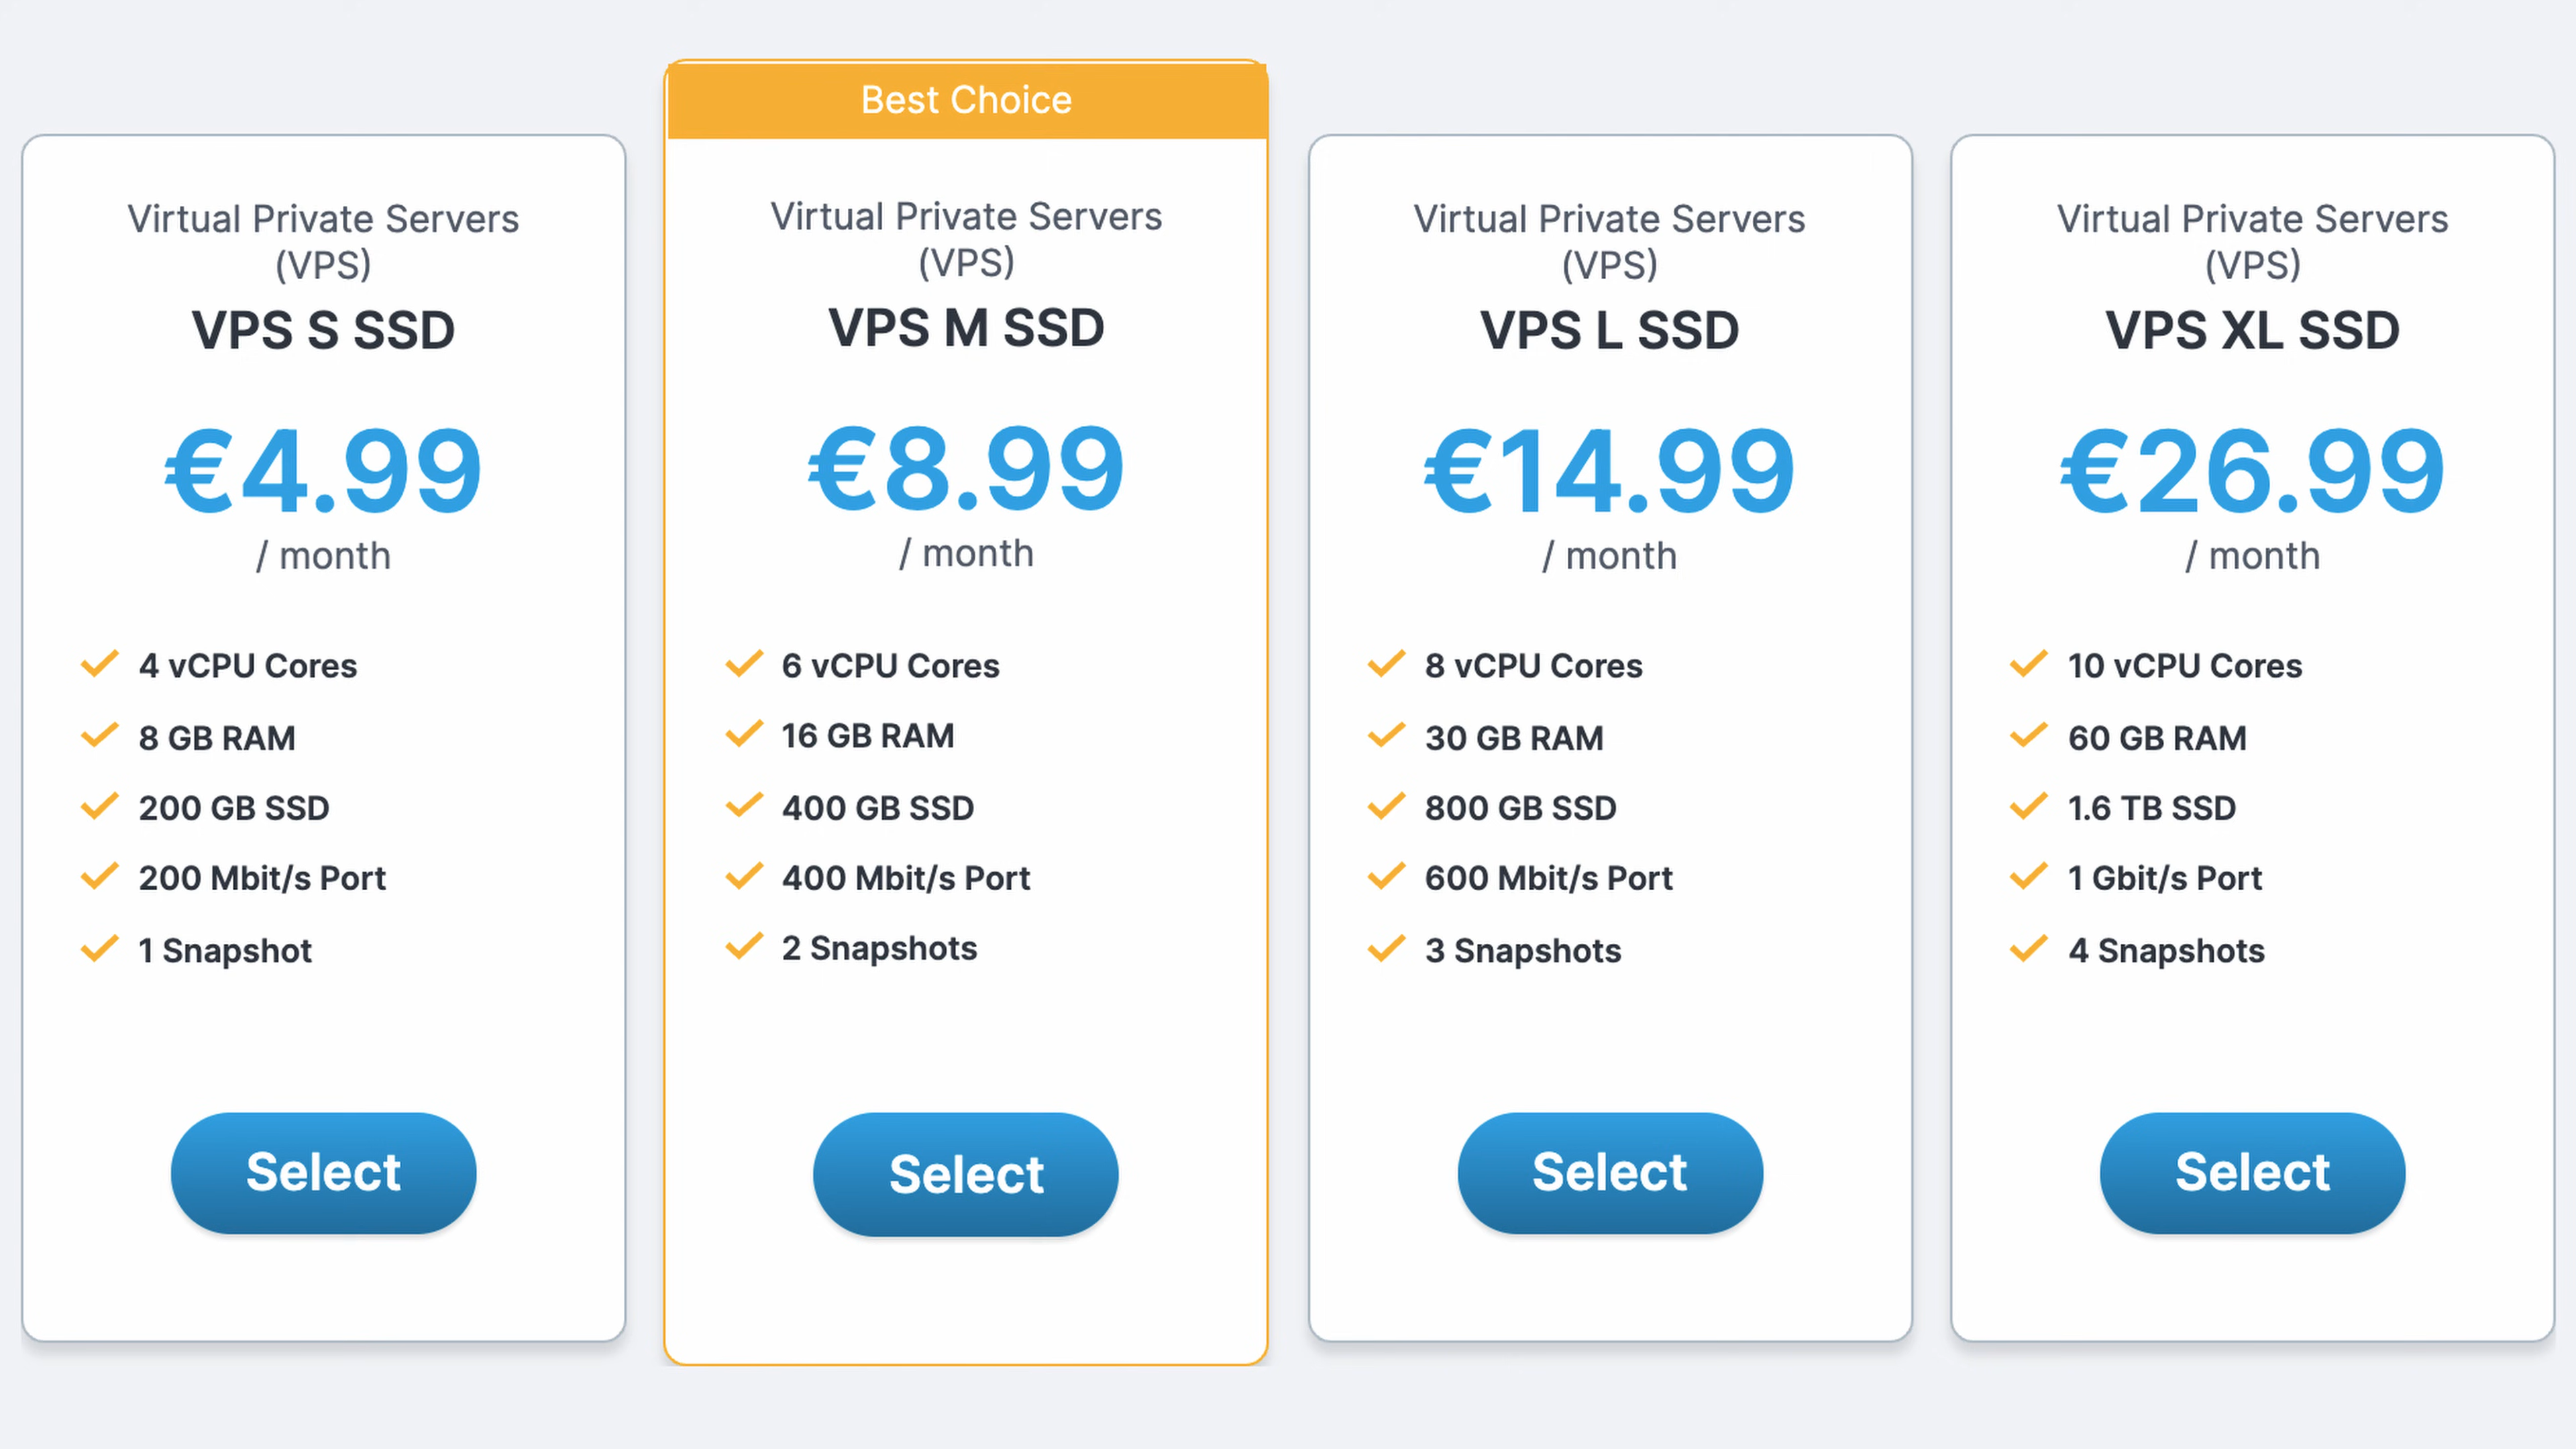 Virtual Private Servers
(VPS)
VPS S SSD
€4.99
/ month
4 vCPU Cores
8 GB RAM
200 GB SSD
200 Mbit/s Port
1 Snapshot
Select
Best Choice
Virtual Private Servers
(VPS)
VPS M SSD
€8.99
/ month
6 vCPU Cores
16 GB RAM
400 GB SSD
400 Mbit/s Port
2 Snapshots
Select
Virtual Private Servers
(VPS)
VPS L SSD
€14.99
/ month
8 vCPU Cores
30 GB RAM
800 GB SSD
600 Mbit/s Port
3 Snapshots
Select
Virtual Private Servers
(VPS)
VPS XL SSD
€26.99
/ month
10 vCPU Cores
60 GB RAM
1.6 TB SSD
1 Gbit/s Port
4 Snapshots
Select